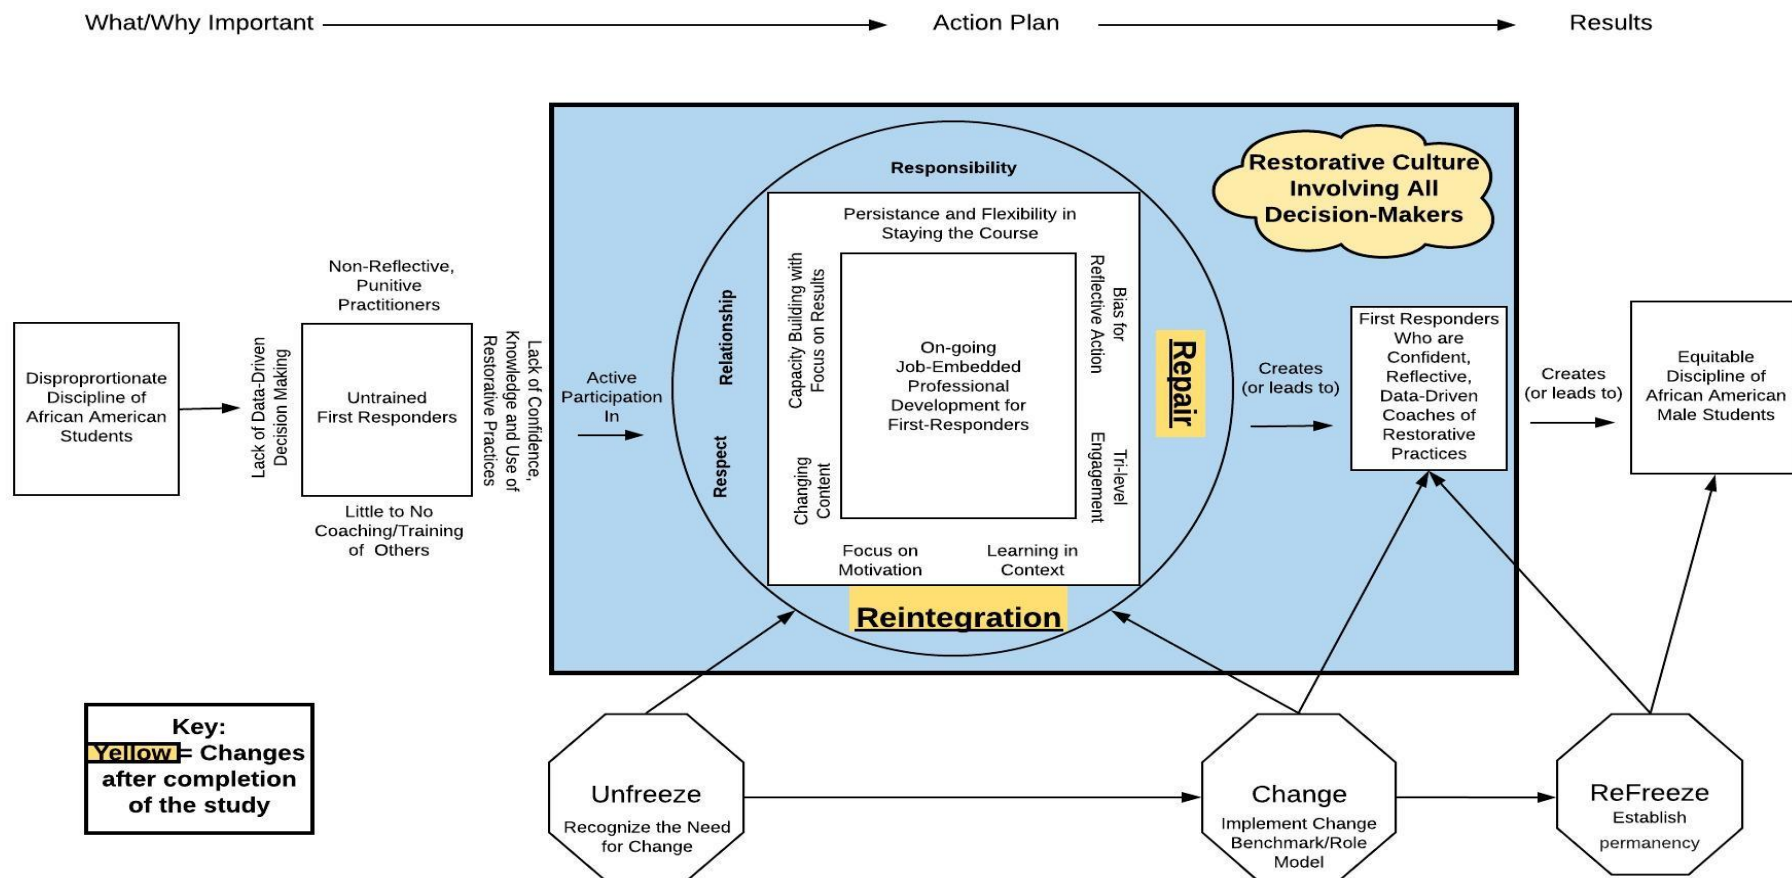 What/Why Important
Action Plan
Results
Disproprortionate
Discipline of
African American
Students
Lack of Data-Driven
Decision Making
Non-Reflective,
Punitive
Practitioners
Untrained
First Responders
Little to No
Coaching/Training
of Others
Lack of Confidence,
Knowledge and Use of
Restorative Practices
Active
Participation
In
Responsibility
Relationship
Respect
Repair
Reintegration
Persistance and Flexibility in
Staying the Course
Capacity Building with
Focus on Results
Changing
Content
Bias for
Reflective Action
Tri-level
Engagement
Focus on
Motivation
Learning in
Context
On-going
Job-Embedded
Professional
Development for
First-Responders
Restorative Culture
Involving All
Decision-Makers
Creates
(or leads to)
First Responders
Who are
Confident,
Reflective,
Data-Driven
Coaches of
Restorative
Practices
Creates
(or leads to)
Equitable
Discipline of
African American
Male Students
Key:
Yellow = Changes
after completion
of the study
Unfreeze
Recognize the Need
for Change
Change
Implement Change
Benchmark/Role
Model
ReFreeze
Establish
permanency